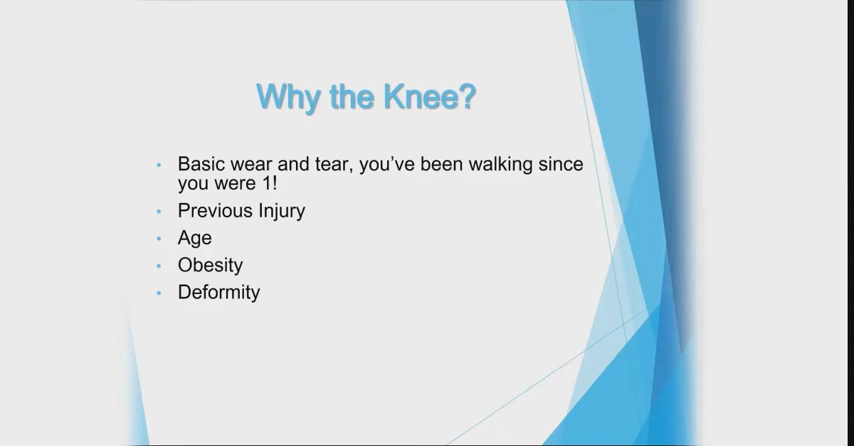 Why the Knee?
• Basic wear and tear, you've been walking since
you were 1!
• Previous Injury
• Age
• Obesity
• Deformity